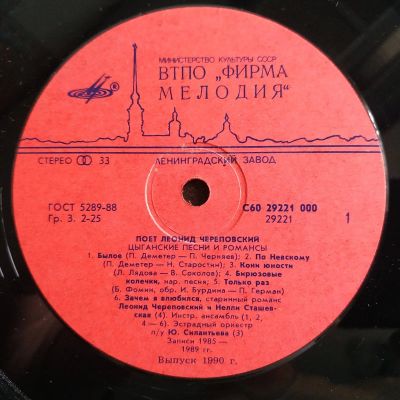 МИНИСТЕРСТВО КУЛЬТУРЫ СССР
ВТПО „ФИРМА
МЕЛОДИЯ“
®
СТЕРЕО 33 ЛЕНИНГРАДСКИЙ ЗАВОД
ГОСТ 5289-88 С60 29221 000
Гр. 3. 2-25 29221 1
ПОЕТ ЛЕОНИД ЧЕРЕПОВСКИЙ
ЦЫГАНСКИЕ ПЕСНИ И РОМАНСЫ
1. Былое (П. Деметер — П. Черняев); 2. По Невскому
(П. Деметер — Н. Старостин); 3. Кони юности
(Л. Лядова — В. Соколов); 4. Бирюзовые
колечки, нар. песня; 5. Только раз
(Б. Фомин, обр. И. Бурдина — П. Герман)
6. Зачем я влюбился, старинный романс
Леонид Череповский и Нелли Сташев-
ская (4). Инстр. ансамбль (1, 2,
4—6). Эстрадный оркестр
п/у Ю. Силантьева (3)
Записи 1985—
1989 гг.
Выпуск 1990 г.